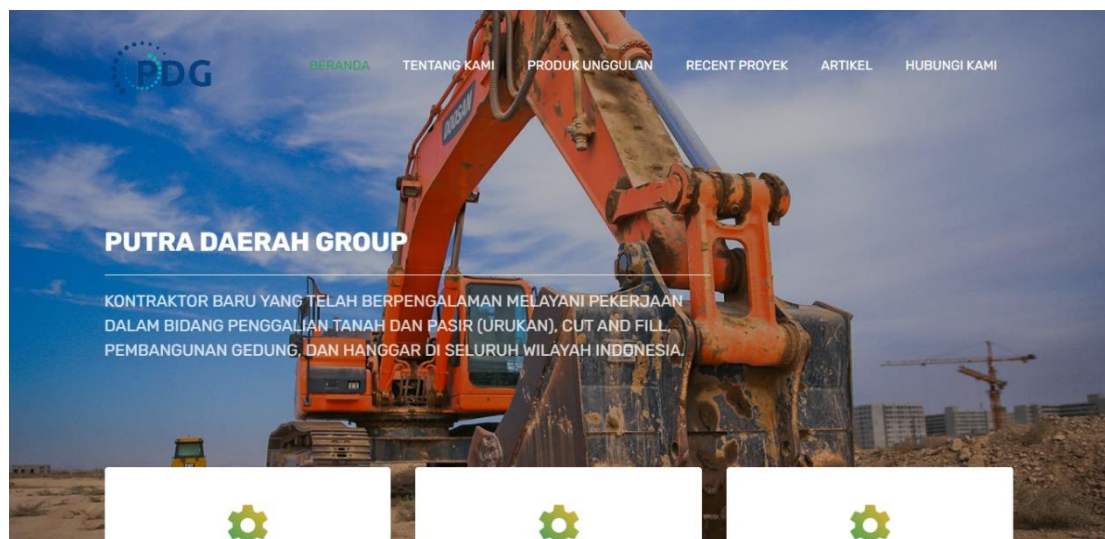 PDG
BERANDA TENTANG KAMI PRODUK UNGGULAN RECENT PROYEK ARTIKEL HUBUNGI KAMI
DOOSAN
PUTRA DAERAH GROUP
KONTRAKTOR BARU YANG TELAH BERPENGALAMAN MELAYANI PEKERJAAN
DALAM BIDANG PENGGALIAN TANAH DAN PASIR (URUKAN), CUT AND FILL,
PEMBANGUNAN GEDUNG, DAN HANGGAR DI SELURUH WILAYAH INDONESIA.